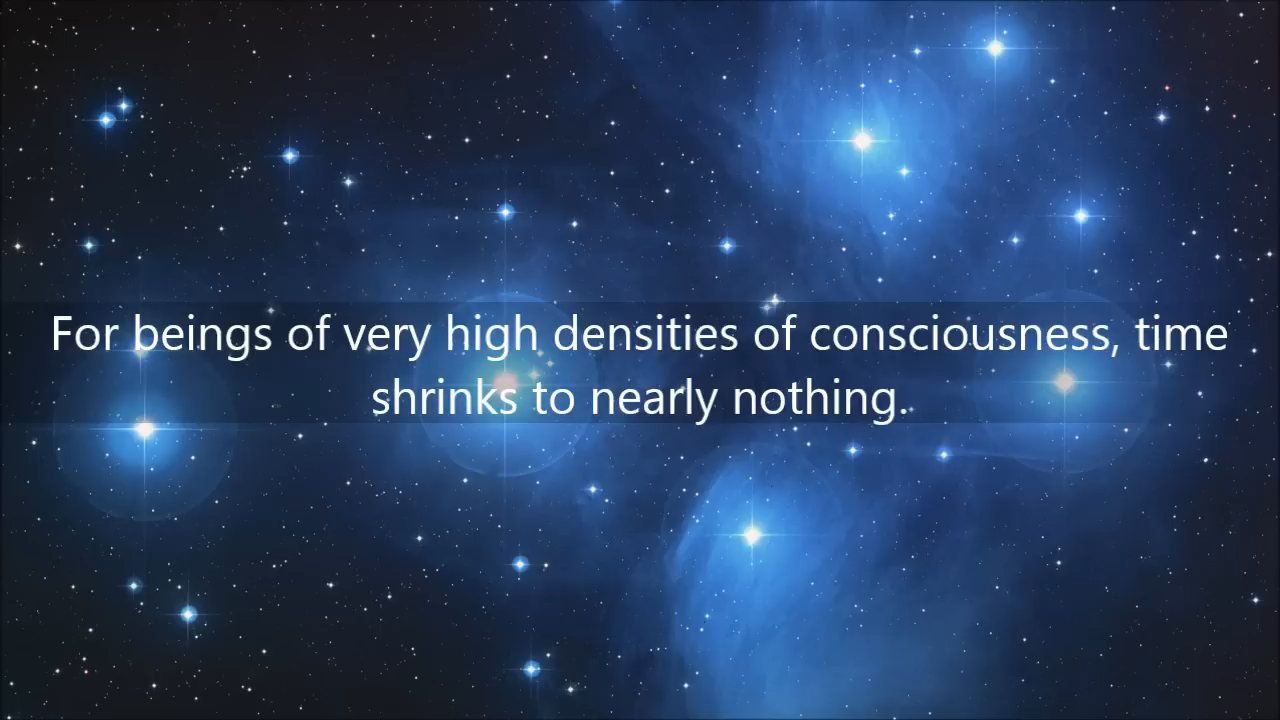 For beings of very high densities of consciousness, time
shrinks to nearly nothing.